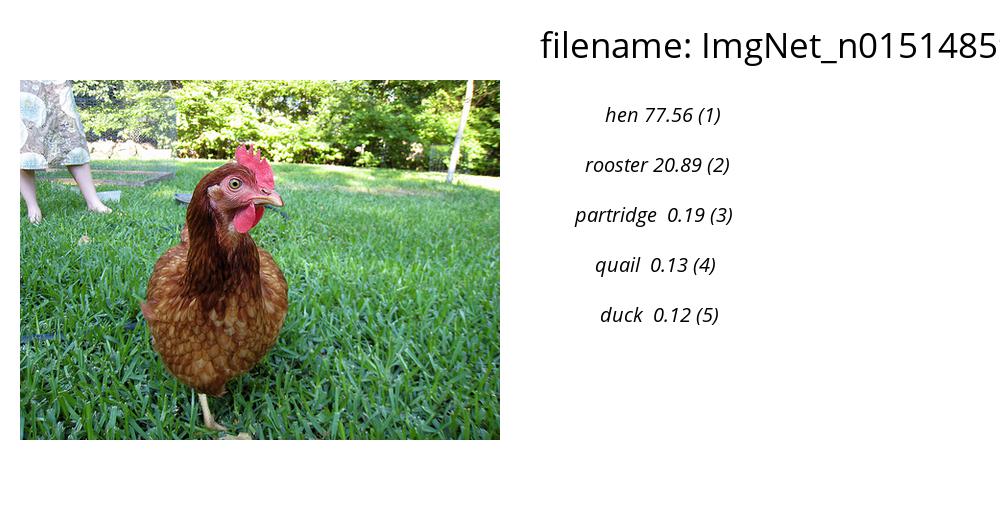 filename: ImgNet_n0151485
hen 77.56 (1)
rooster 20.89 (2)
partridge 0.19 (3)
quail 0.13 (4)
duck 0.12 (5)